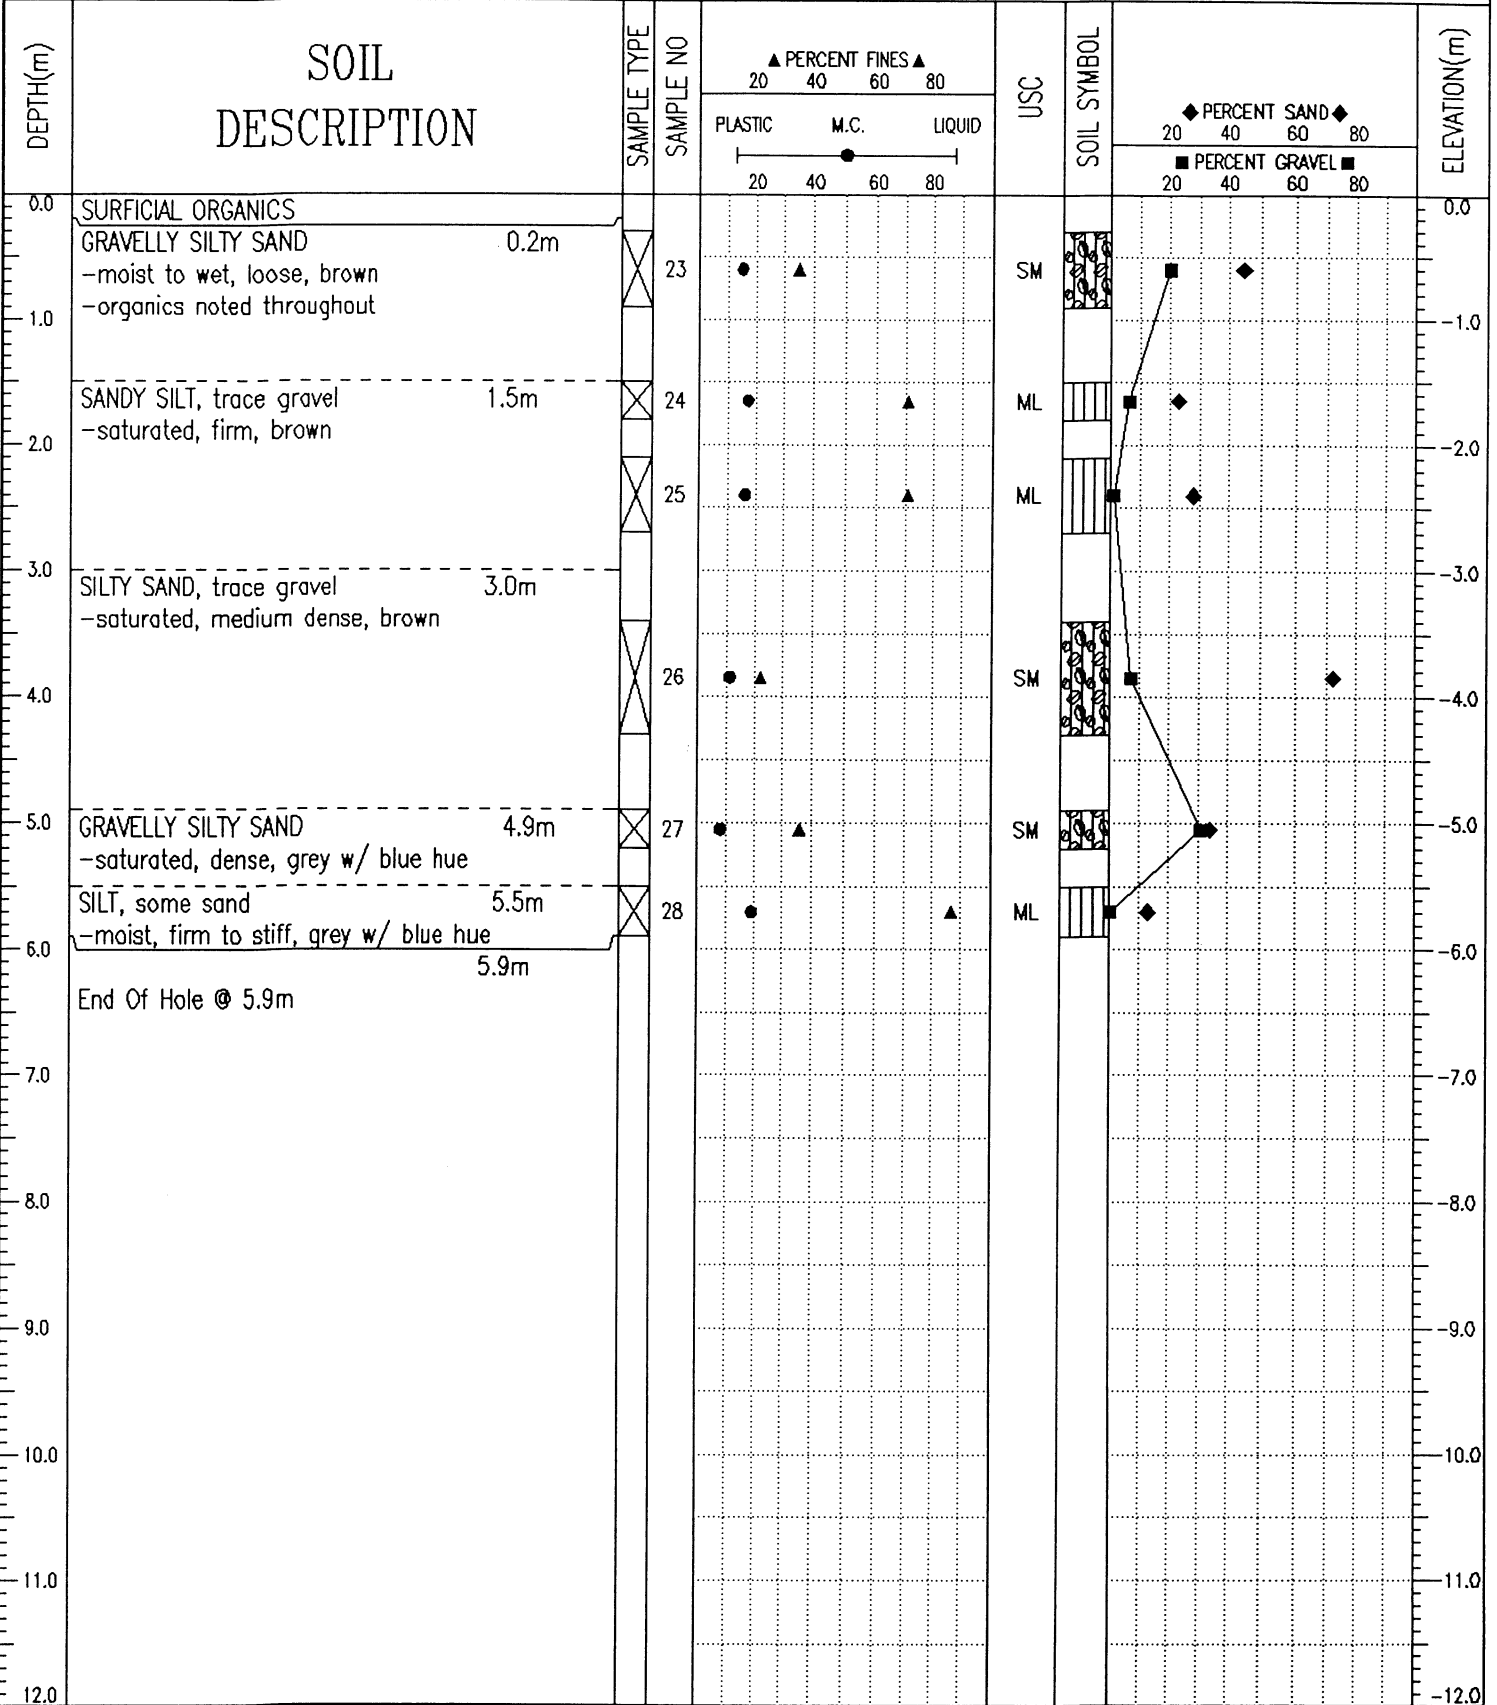 DEPTH(m)
SOIL
DESCRIPTION
SAMPLE TYPE
SAMPLE NO
▲ PERCENT FINES ▲
20 40 60 80
PLASTIC M.C. LIQUID
20 40 60 80
USC
SOIL SYMBOL
◆ PERCENT SAND ◆
20 40 60 80
■ PERCENT GRAVEL ■
20 40 60 80
ELEVATION(m)
0.0 SURFICIAL ORGANICS 0.0
GRAVELLY SILTY SAND 0.2m
-moist to wet, loose, brown 23 SM
-organics noted throughout
1.0 -1.0
SANDY SILT, trace gravel 1.5m 24 ML
-saturated, firm, brown
2.0 -2.0
25 ML
3.0 -3.0
SILTY SAND, trace gravel 3.0m
-saturated, medium dense, brown
26 SM
4.0 -4.0
5.0 GRAVELLY SILTY SAND 4.9m 27 SM -5.0
-saturated, dense, grey w/ blue hue
SILT, some sand 5.5m 28 ML
-moist, firm to stiff, grey w/ blue hue
6.0 -6.0
5.9m
End Of Hole @ 5.9m
7.0 -7.0
8.0 -8.0
9.0 -9.0
10.0 -10.0
11.0 -11.0
12.0 -12.0